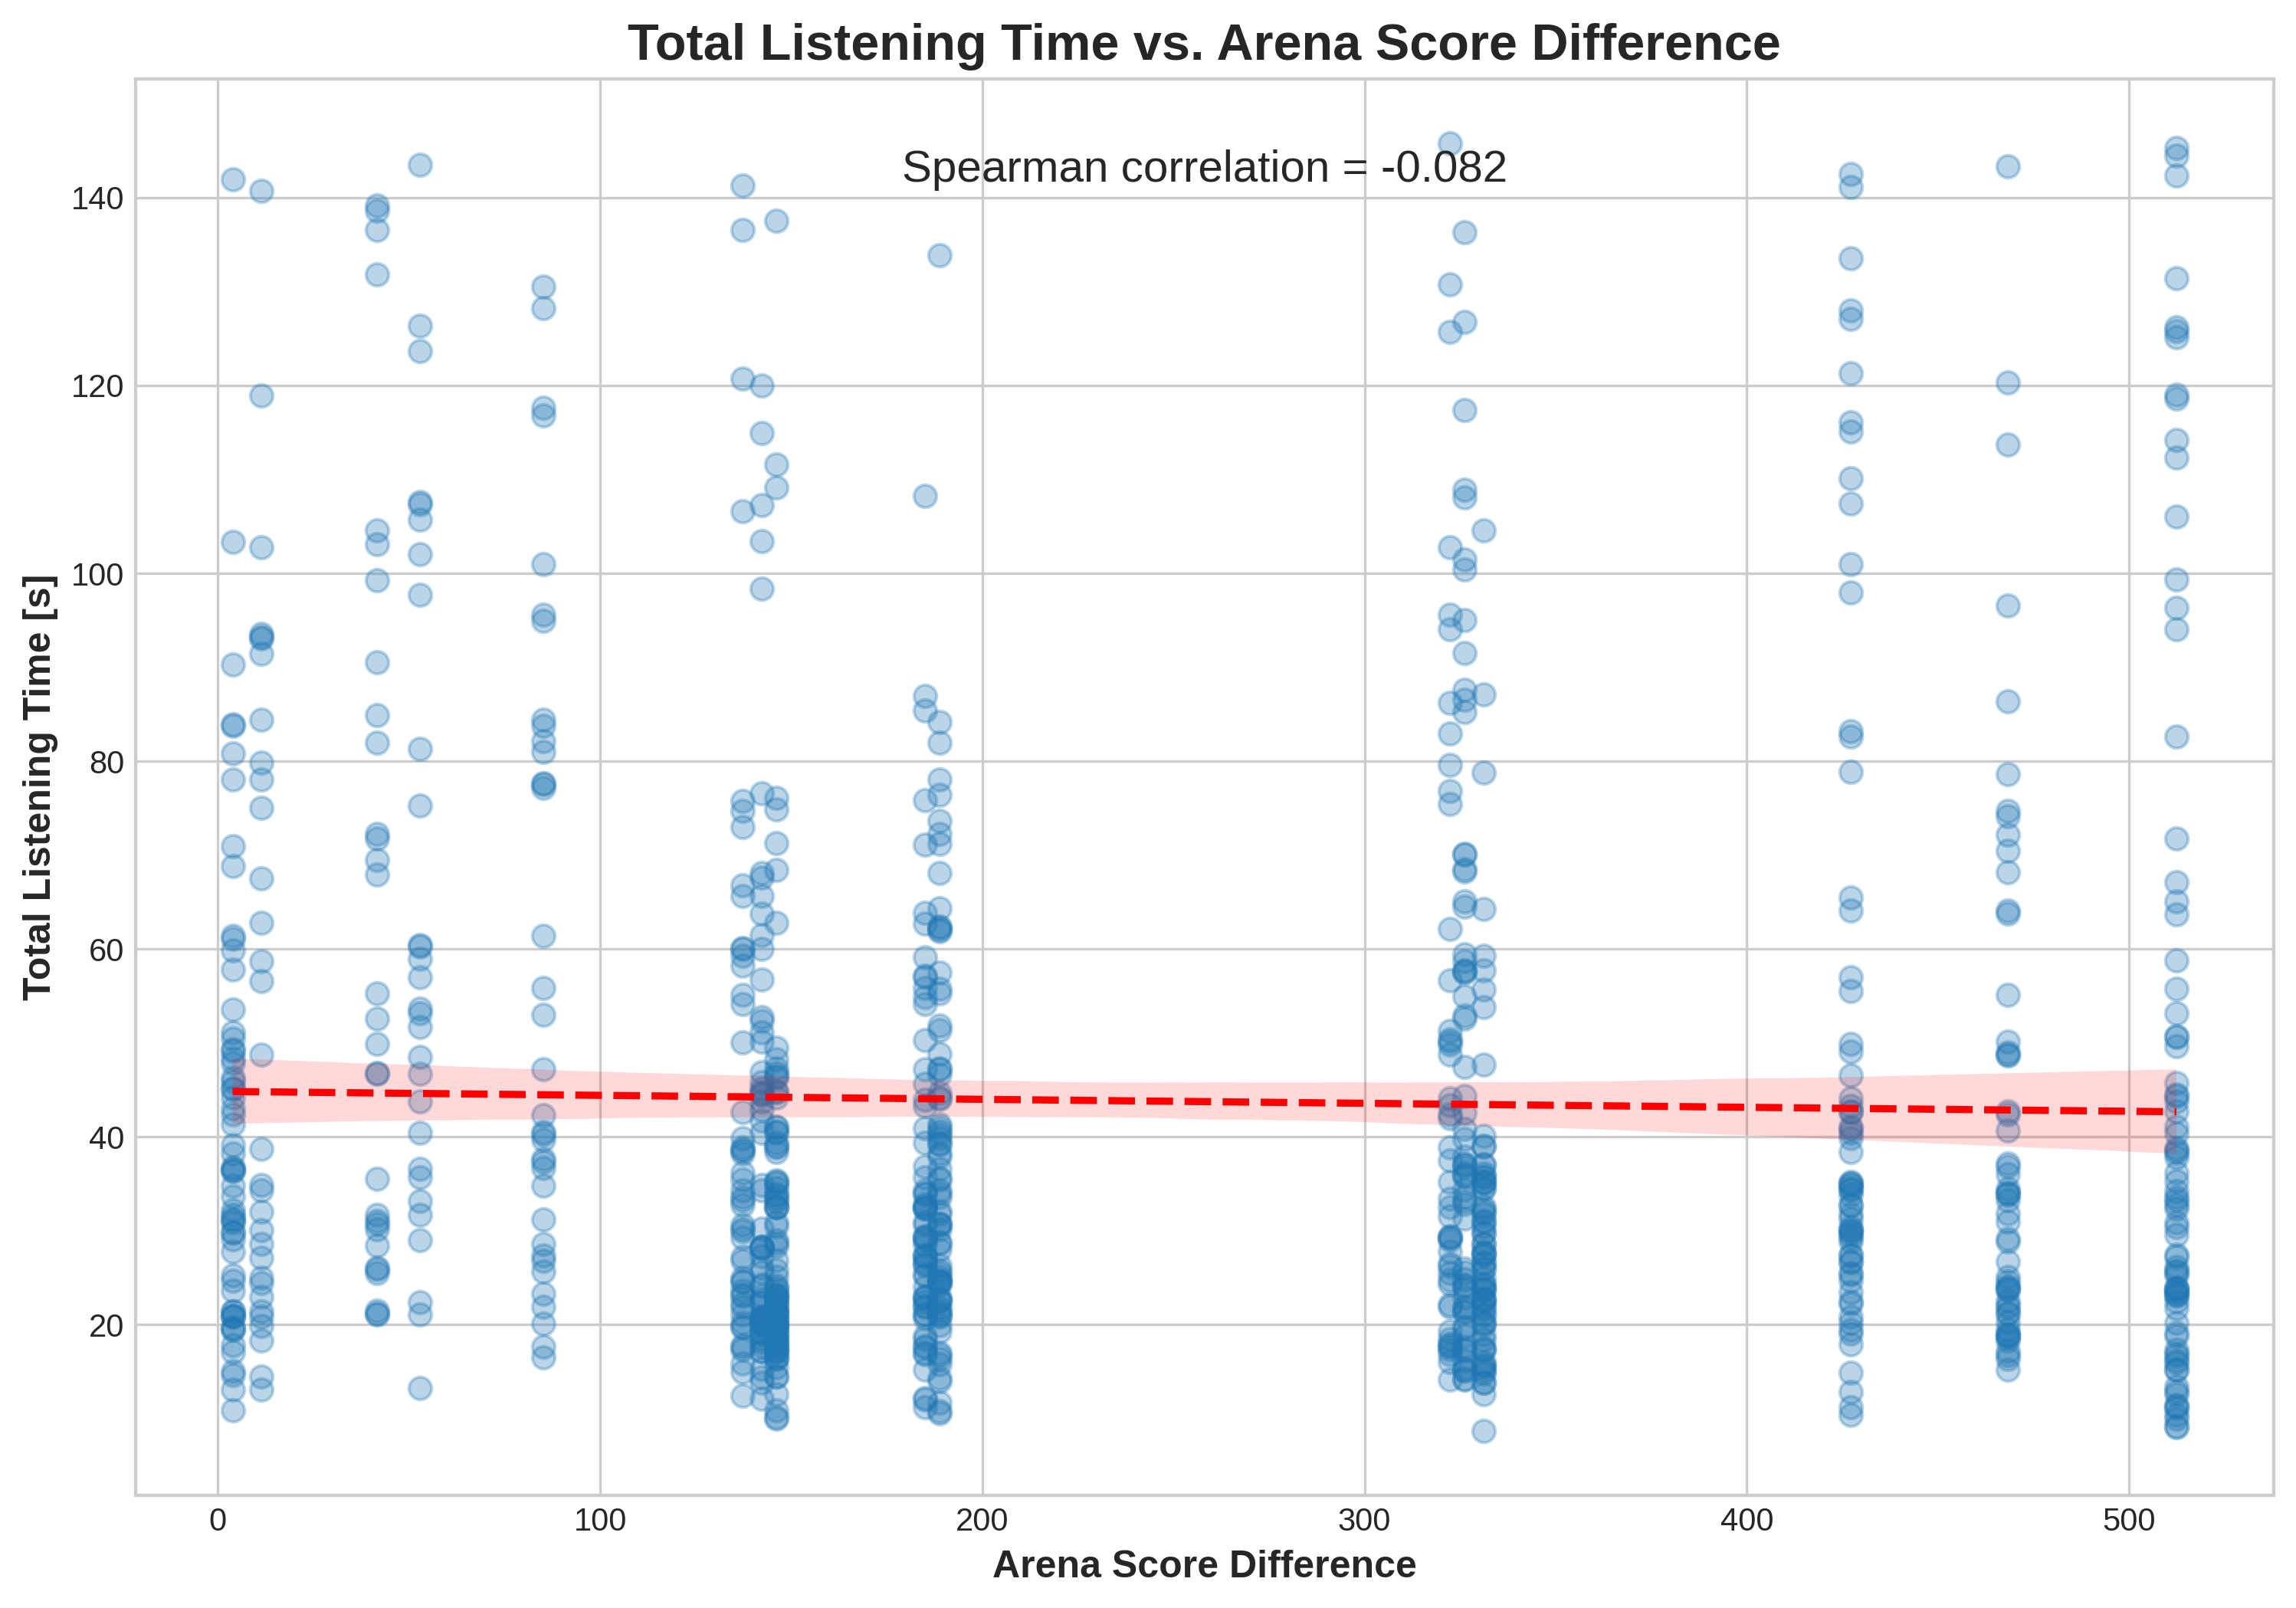 Total Listening Time vs. Arena Score Difference
Spearman correlation = -0.082
Total Listening Time [s]
140
120
100
80
60
40
20
0 100 200 300 400 500
Arena Score Difference